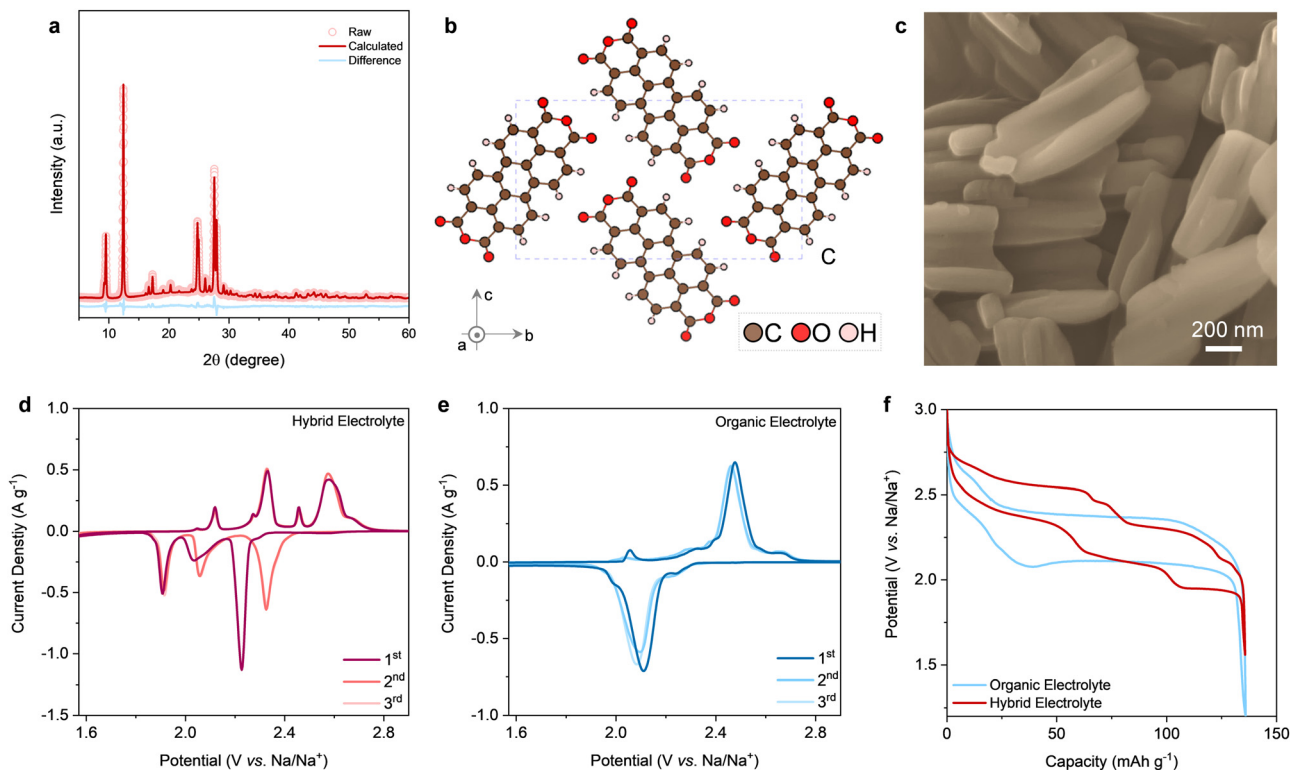 a
Raw
Calculated
Difference
Intensity (a.u.)
10 20 30 40 50 60
2θ (degree)
b
C
c
a
b
C O H
c
200 nm
d
Hybrid Electrolyte
1.0
0.5
0.0
-0.5
-1.0
-1.5
Current Density (A g⁻¹)
1st
2nd
3rd
1.6 2.0 2.4 2.8
Potential (V vs. Na/Na⁺)
e
Organic Electrolyte
1.0
0.5
0.0
-0.5
-1.0
Current Density (A g⁻¹)
1st
2nd
3rd
1.6 2.0 2.4 2.8
Potential (V vs. Na/Na⁺)
f
3.0
2.5
2.0
1.5
Potential (V vs. Na/Na⁺)
Organic Electrolyte
Hybrid Electrolyte
0 50 100 150
Capacity (mAh g⁻¹)